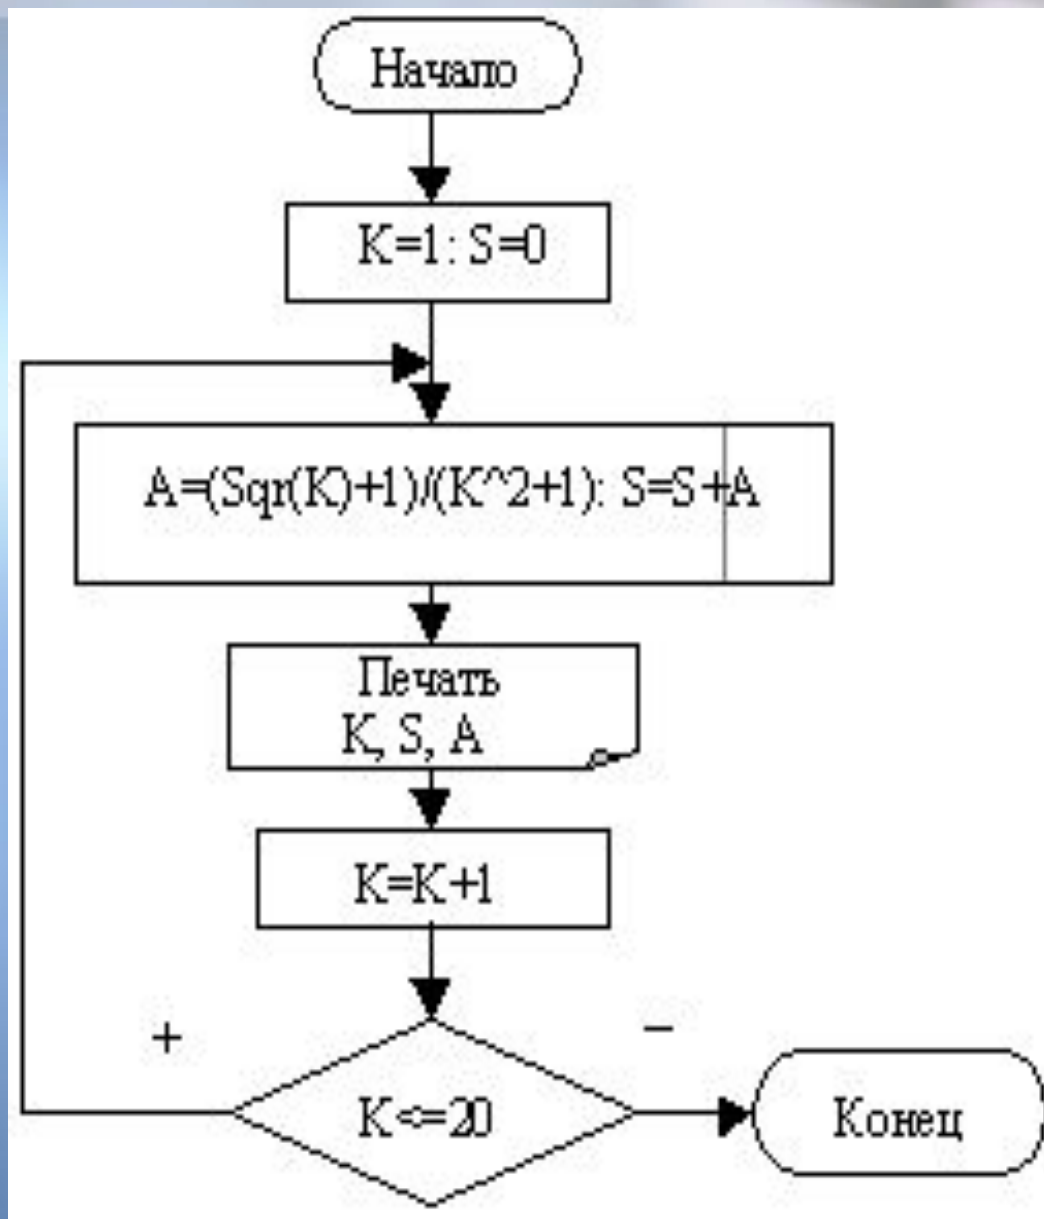 Начало
K=1: S=0
A=(Sqr(K)+1)/(K^2+1): S=S+A
Печать
K, S, A
K=K+1
+
−
K<=20
Конец